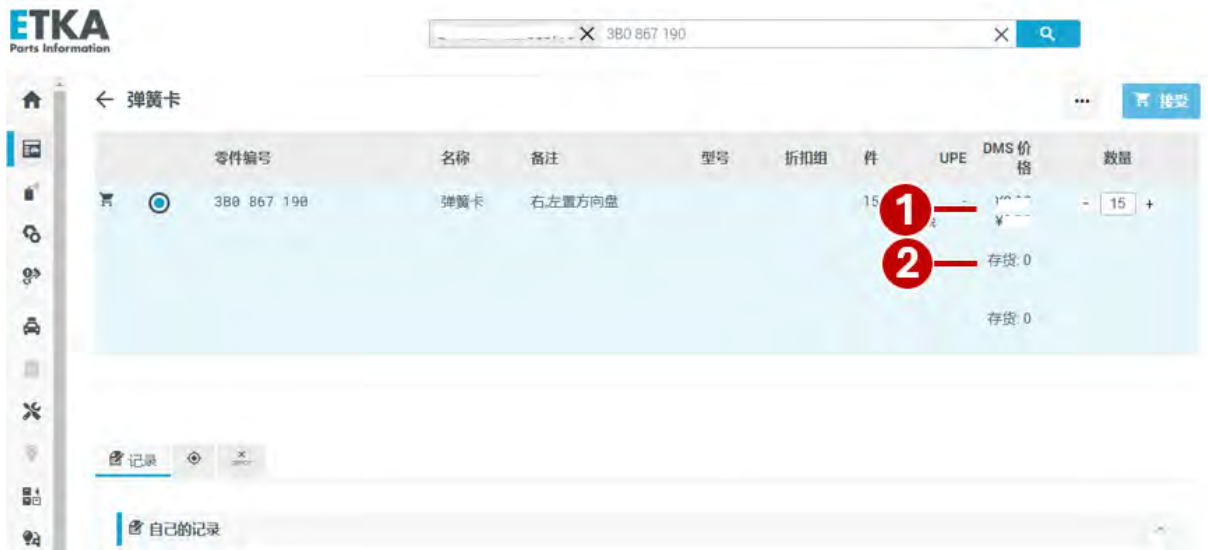 ETKA
Parts Information
3B0 867 190
弹簧卡
接受
零件编号 名称 备注 型号 折扣组 件 UPE DMS 价格 数量
3B0 867 190 弹簧卡 右,左置方向盘 15 - - 15 +
1
¥
2
存货: 0
存货: 0
记录
自己的记录